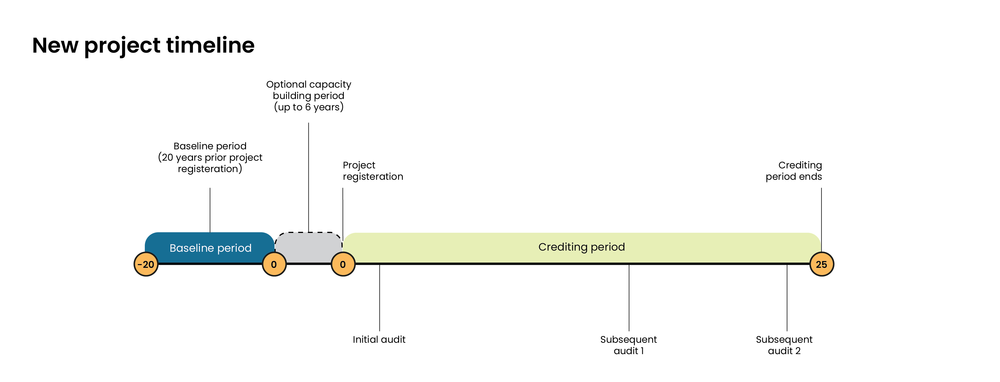 New project timeline
Optional capacity
building period
(up to 6 years)
Baseline period
(20 years prior project
registeration)
Project
registeration
Crediting
period ends
Baseline period
Crediting period
-20
0
0
25
Initial audit
Subsequent
audit 1
Subsequent
audit 2